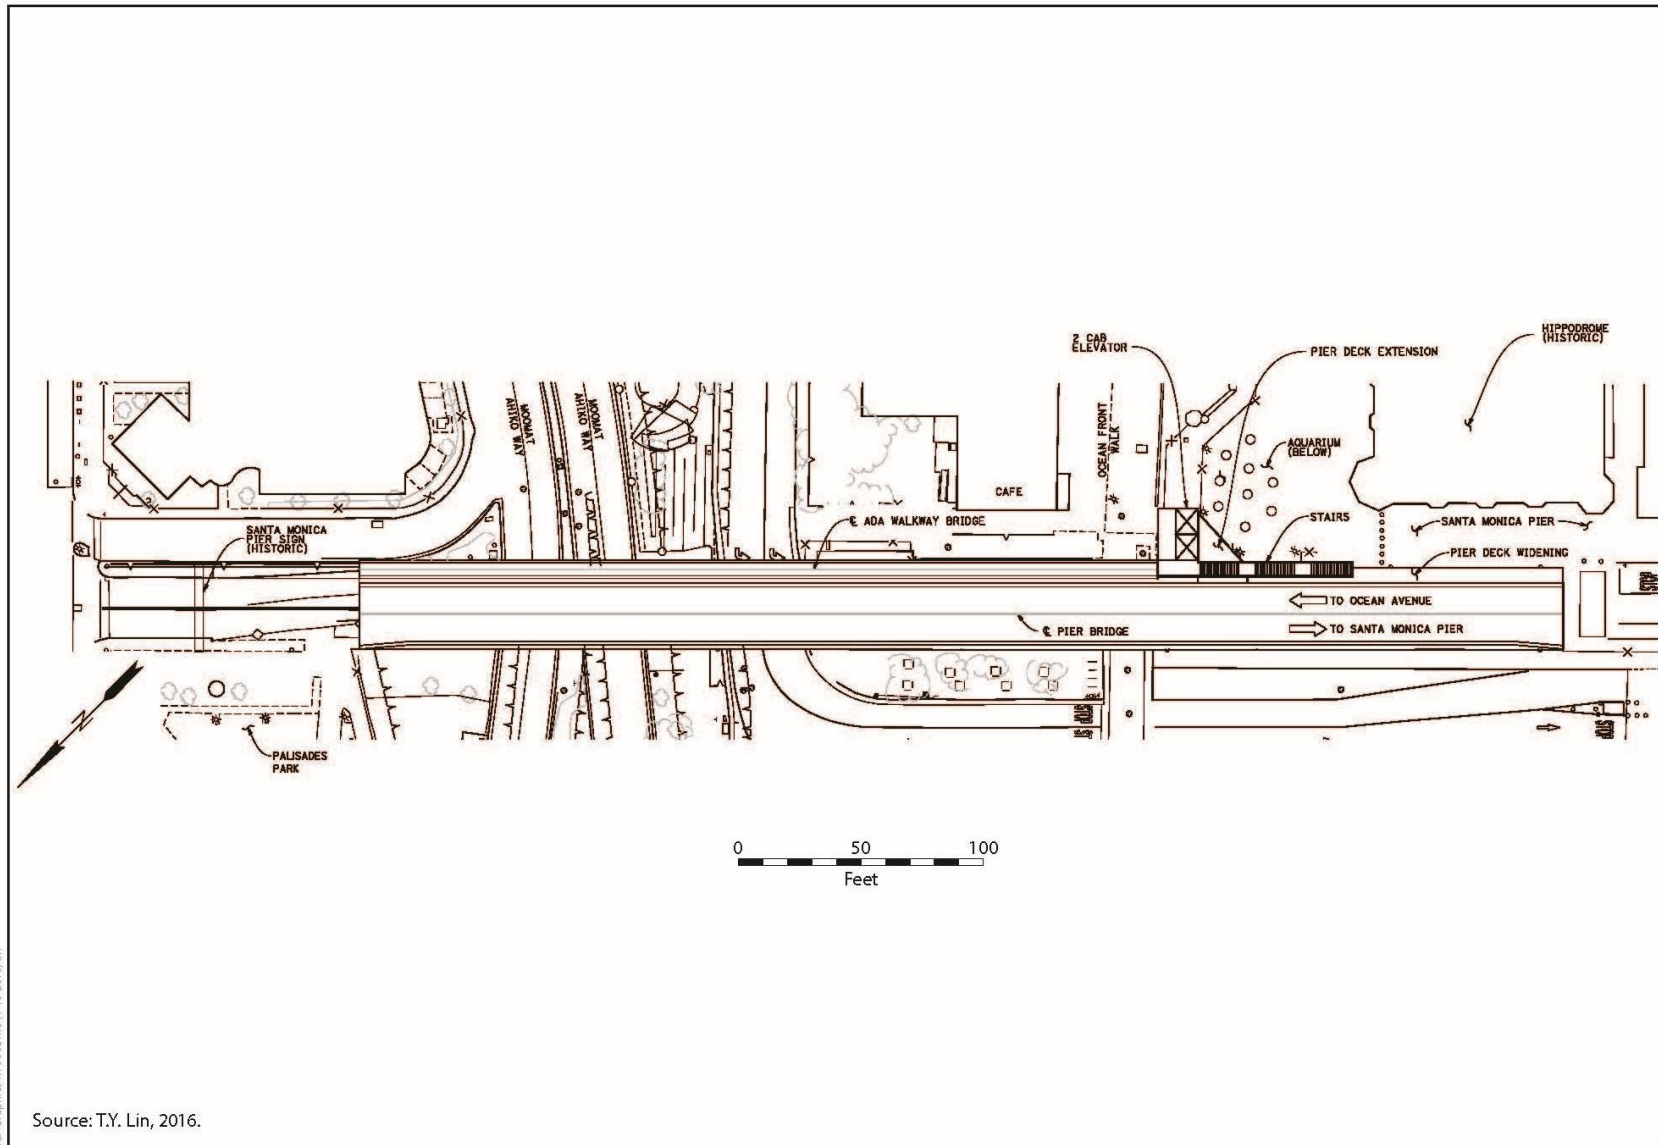 2 CAB
ELEVATOR
PIER DECK EXTENSION
HIPPODROME
(HISTORIC)
MOOMAT
AHIKO WAY
MOOMAT
AHIKO WAY
OCEAN FRONT
WALK
AQUARIUM
(BELOW)
CAFE
SANTA MONICA
PIER SIGN
(HISTORIC)
℄ ADA WALKWAY BRIDGE
STAIRS
SANTA MONICA PIER
PIER DECK WIDENING
TO OCEAN AVENUE
℄ PIER BRIDGE
TO SANTA MONICA PIER
N
PALISADES
PARK
0 50 100
Feet
Source: T.Y. Lin, 2016.